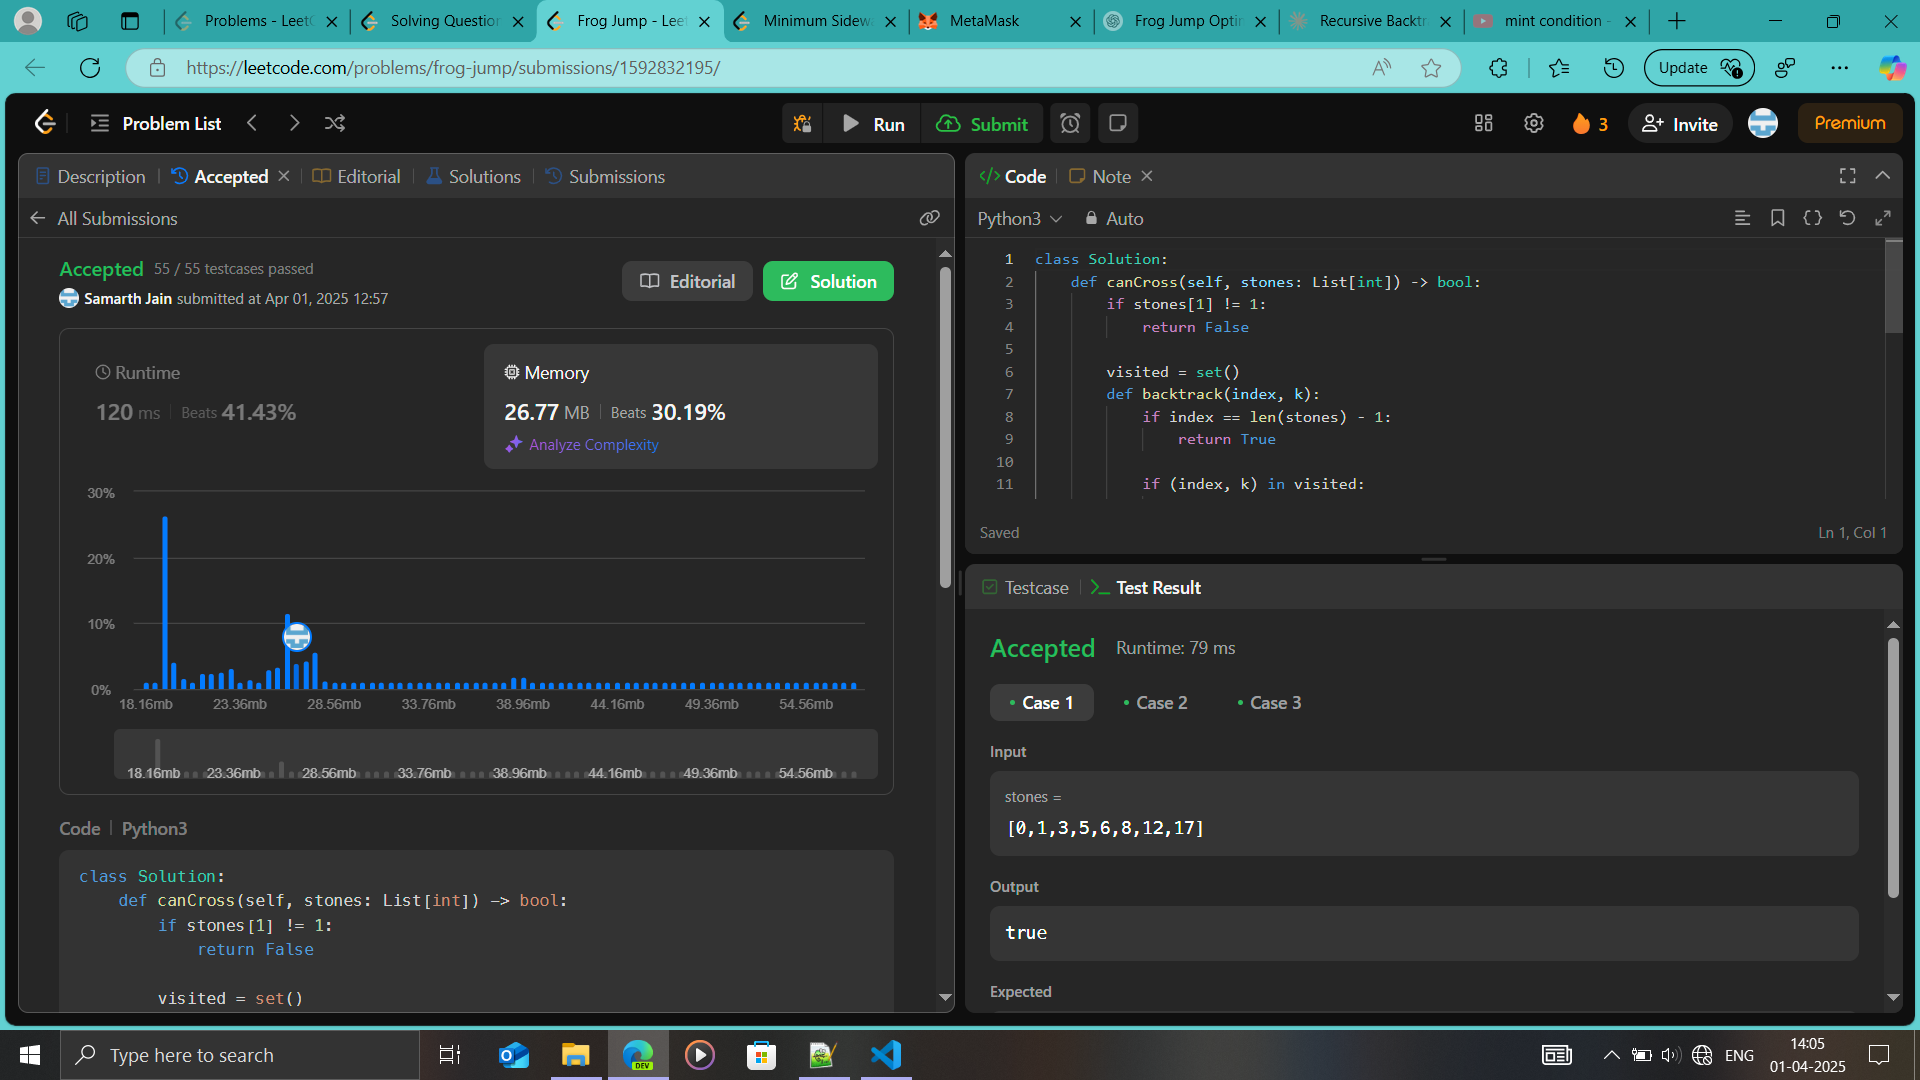 Problems - Leet
Solving Question
Frog Jump - Leet
Minimum Sidew
MetaMask
Frog Jump Opti
Recursive Backtr
mint condition -
https://leetcode.com/problems/frog-jump/submissions/1592832195/
Update
Problem List
Run
Submit
3
Invite
Premium
Description
Accepted
Editorial
Solutions
Submissions
All Submissions
Accepted 55 / 55 testcases passed
Samarth Jain submitted at Apr 01, 2025 12:57
Editorial
Solution
Runtime
120 ms Beats 41.43%
Memory
26.77 MB Beats 30.19%
Analyze Complexity
30%
20%
10%
0%
18.16mb 23.36mb 28.56mb 33.76mb 38.96mb 44.16mb 49.36mb 54.56mb
18.16mb 23.36mb 28.56mb 33.76mb 38.96mb 44.16mb 49.36mb 54.56mb
Code Python3
class Solution:
def canCross(self, stones: List[int]) -> bool:
if stones[1] != 1:
return False
visited = set()
Code
Note
Python3
Auto
1 class Solution:
2 def canCross(self, stones: List[int]) -> bool:
3 if stones[1] != 1:
4 return False
5
6 visited = set()
7 def backtrack(index, k):
8 if index == len(stones) - 1:
9 return True
10
11 if (index, k) in visited:
Saved
Ln 1, Col 1
Testcase
Test Result
Accepted Runtime: 79 ms
Case 1
Case 2
Case 3
Input
stones =
[0,1,3,5,6,8,12,17]
Output
true
Expected
Type here to search
DEV
ENG
14:05
01-04-2025